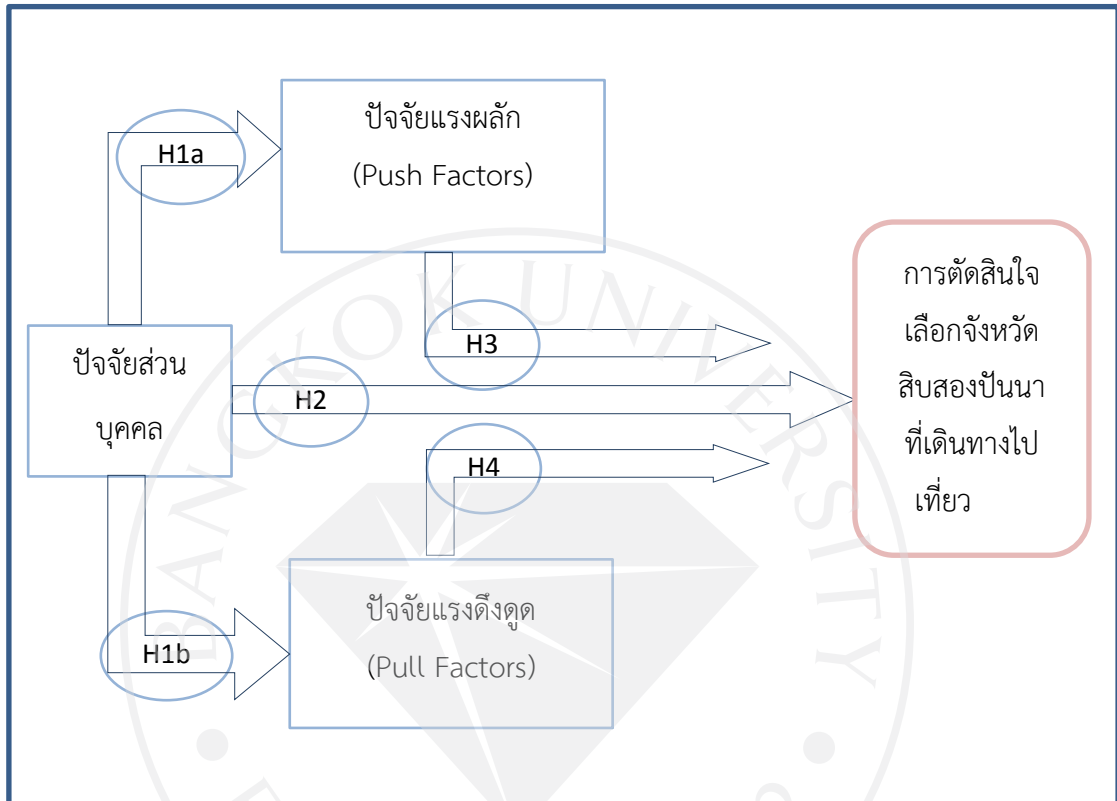 ปัจจัยแรงผลัก
(Push Factors)
H1a
H3
ปัจจัยส่วน
บุคคล
H2
การตัดสินใจ
เลือกจังหวัด
สิบสองปันนา
ที่เดินทางไป
เที่ยว
H4
ปัจจัยแรงดึงดูด
(Pull Factors)
H1b
BANGKOK UNIVERSITY